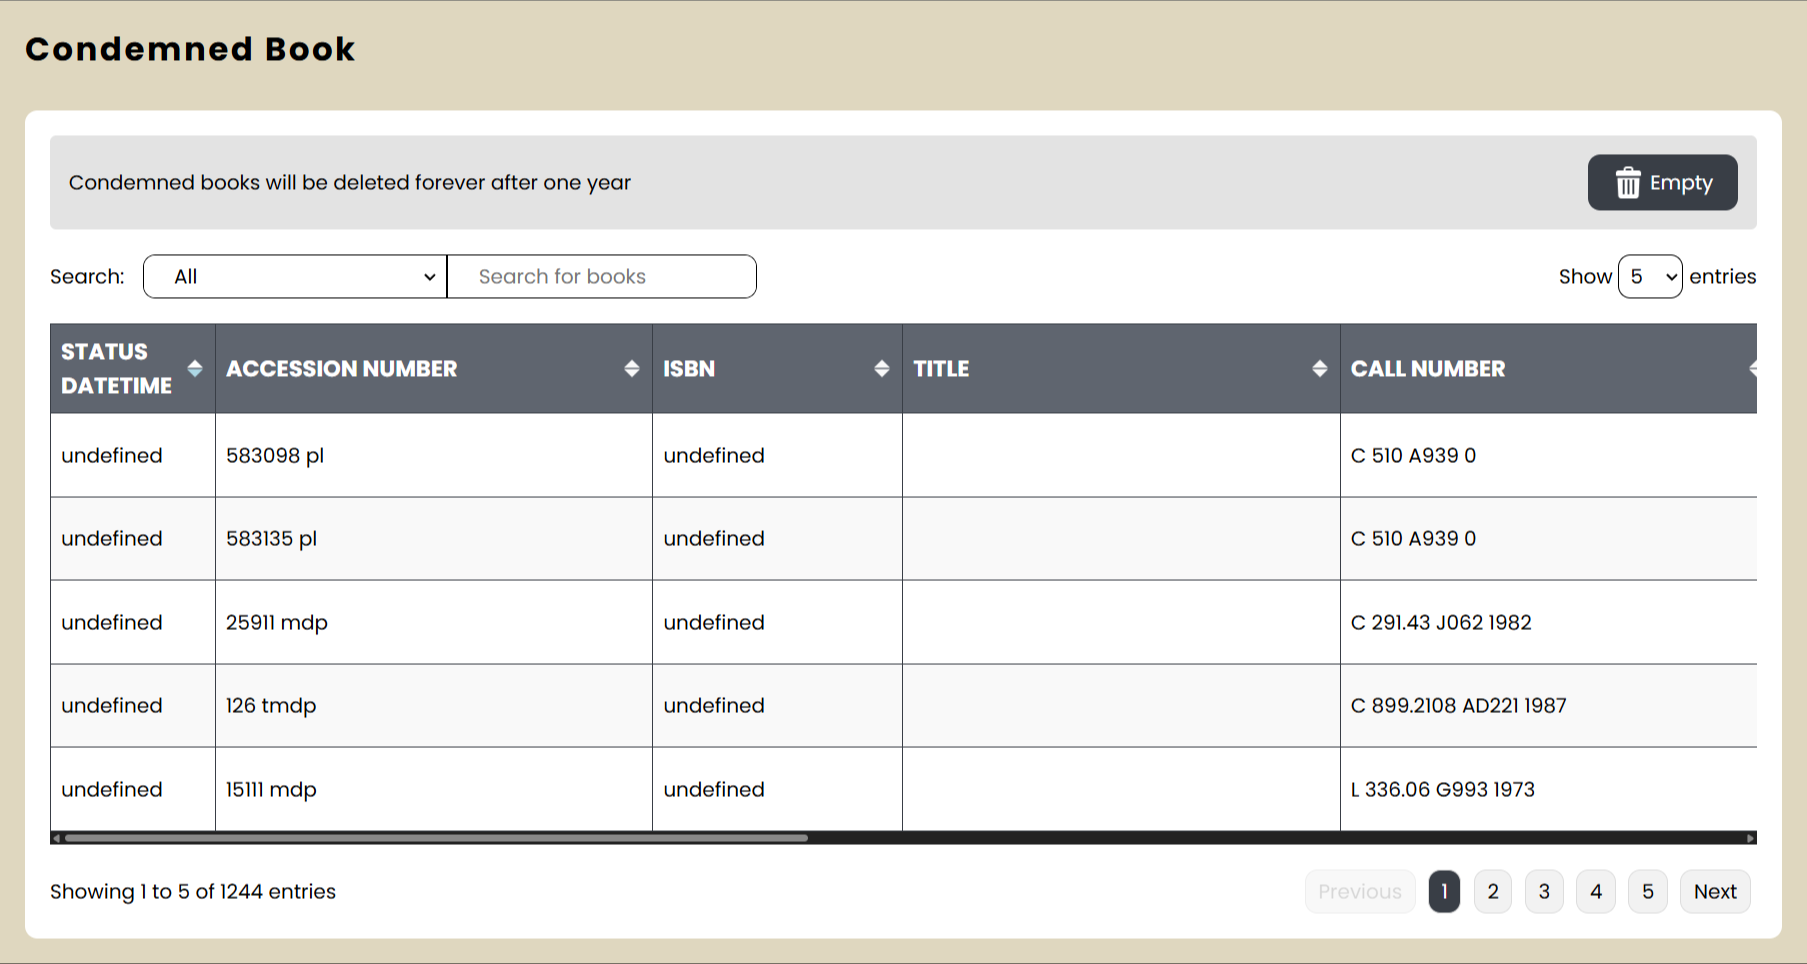 Condemned Book
Condemned books will be deleted forever after one year
Empty
Search:
All
Search for books
Show 5 entries
STATUS DATETIME
ACCESSION NUMBER
ISBN
TITLE
CALL NUMBER
undefined 583098 pl undefined C 510 A939 0
undefined 583135 pl undefined C 510 A939 0
undefined 25911 mdp undefined C 291.43 J062 1982
undefined 126 tmdp undefined C 899.2108 AD221 1987
undefined 15111 mdp undefined L 336.06 G993 1973
Showing 1 to 5 of 1244 entries
Previous 1 2 3 4 5 Next